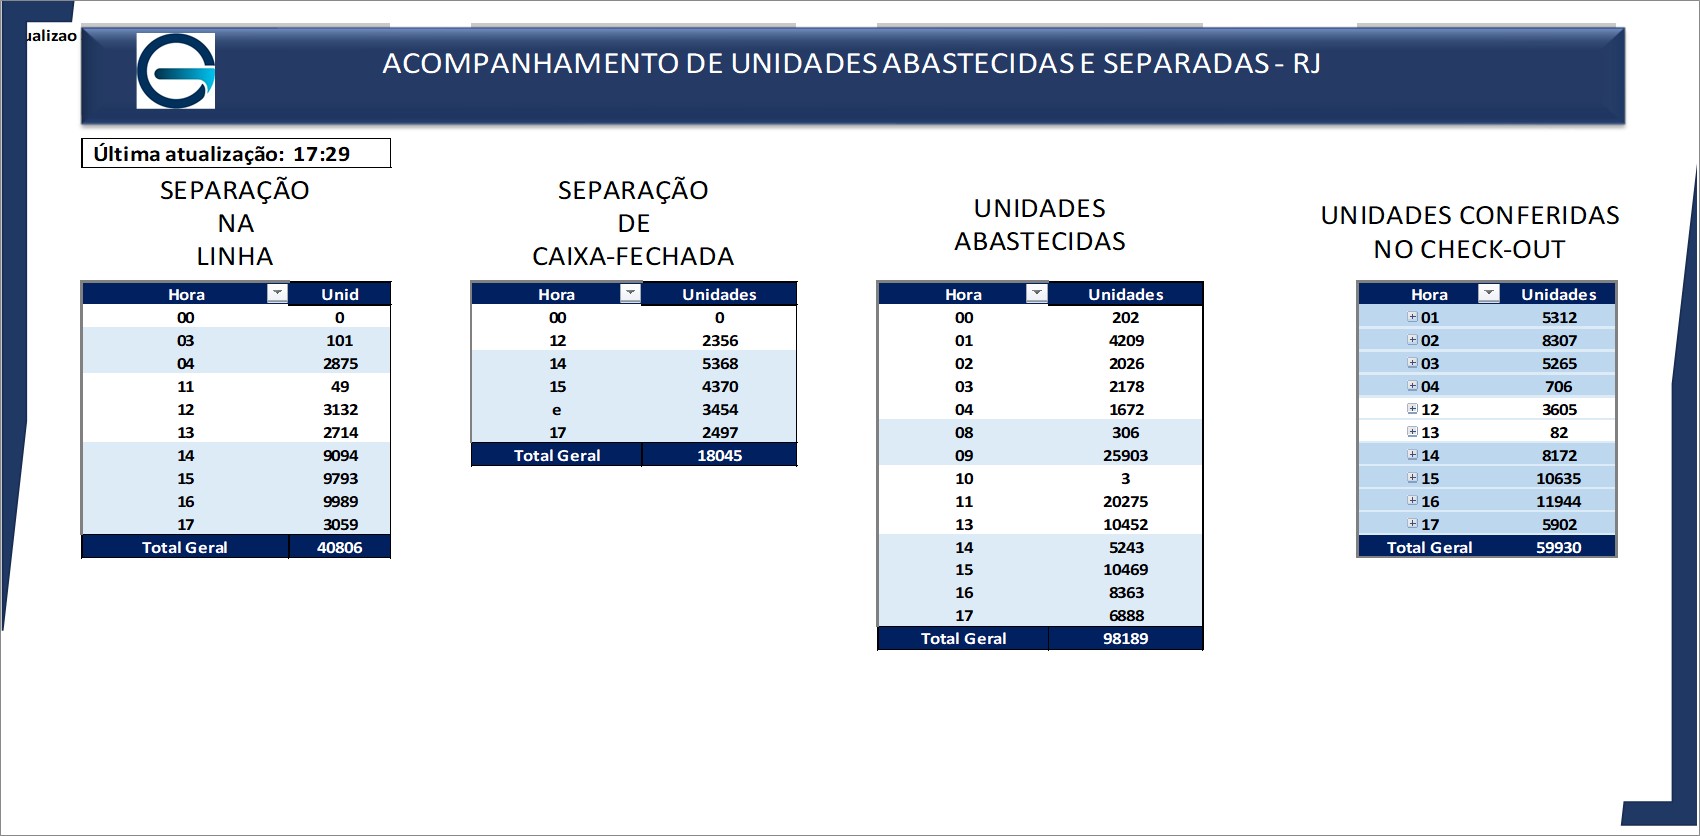 ualizao
ACOMPANHAMENTO DE UNIDADES ABASTECIDAS E SEPARADAS - RJ
Última atualização: 17:29
SEPARAÇÃO
NA
LINHA
Hora Unid
00 0
03 101
04 2875
11 49
12 3132
13 2714
14 9094
15 9793
16 9989
17 3059
Total Geral 40806
SEPARAÇÃO
DE
CAIXA-FECHADA
Hora Unidades
00 0
12 2356
14 5368
15 4370
e 3454
17 2497
Total Geral 18045
UNIDADES
ABASTECIDAS
Hora Unidades
00 202
01 4209
02 2026
03 2178
04 1672
08 306
09 25903
10 3
11 20275
13 10452
14 5243
15 10469
16 8363
17 6888
Total Geral 98189
UNIDADES CONFERIDAS
NO CHECK-OUT
Hora Unidades
01 5312
02 8307
03 5265
04 706
12 3605
13 82
14 8172
15 10635
16 11944
17 5902
Total Geral 59930